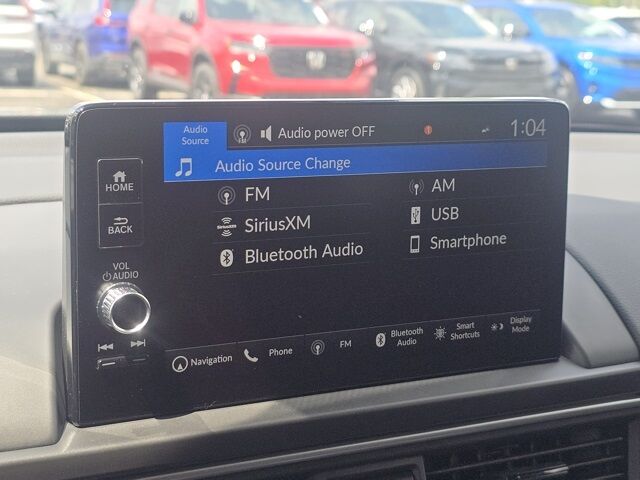 Audio
Source
Audio power OFF
1:04
Audio Source Change
HOME
BACK
VOL
AUDIO
FM
AM
SiriusXM
SiriusXM
USB
Bluetooth Audio
Smartphone
Navigation
Phone
FM
Bluetooth
Audio
Smart
Shortcuts
Display
Mode